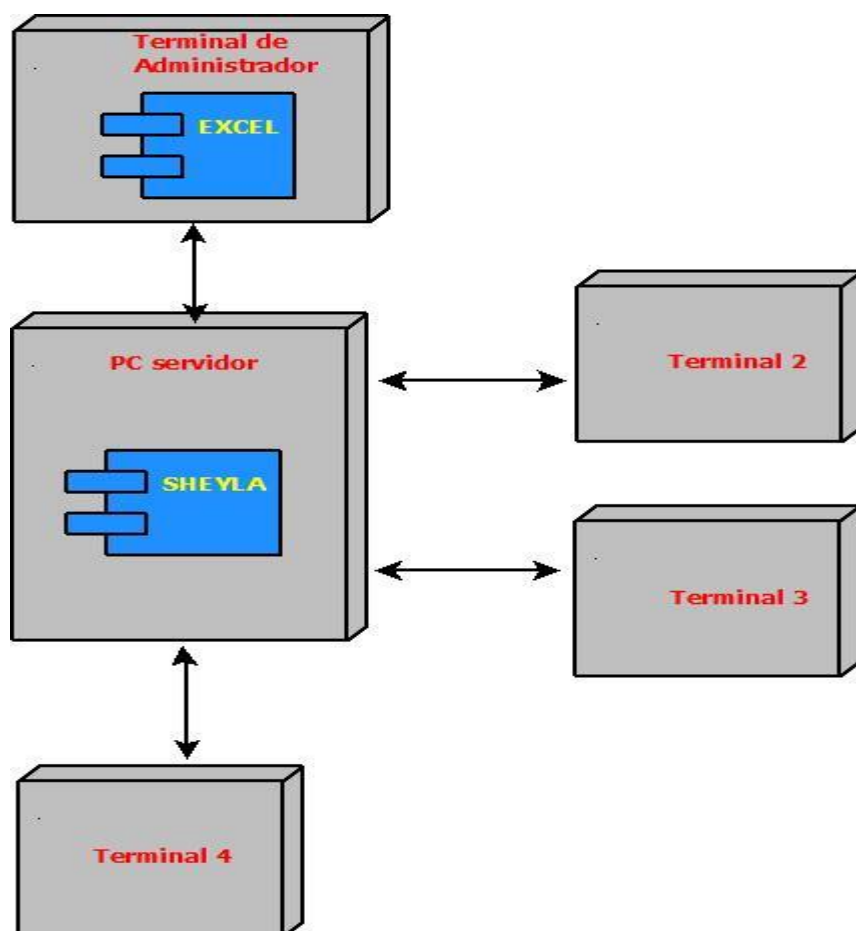 Terminal de
Administrador
EXCEL
PC servidor
SHEYLA
Terminal 2
Terminal 3
Terminal 4